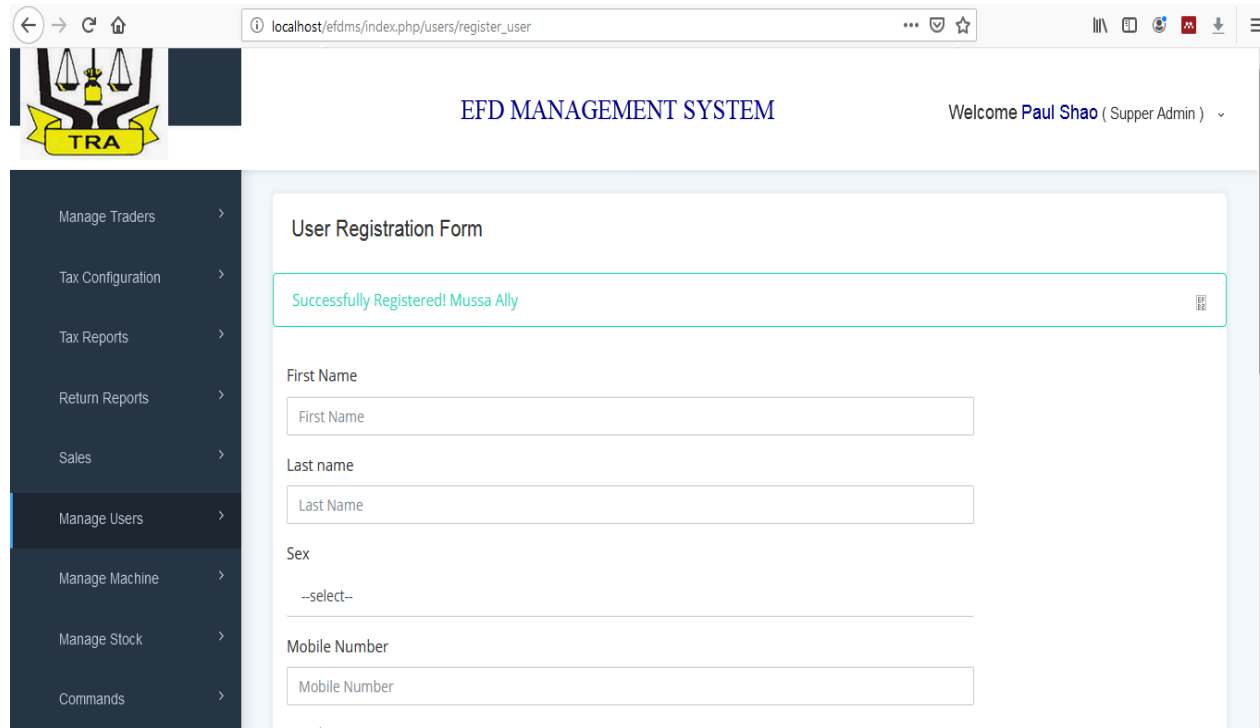 localhost/efdms/index.php/users/register_user
TRA
EFD MANAGEMENT SYSTEM
Welcome Paul Shao ( Supper Admin )
Manage Traders
Tax Configuration
Tax Reports
Return Reports
Sales
Manage Users
Manage Machine
Manage Stock
Commands
User Registration Form
Successfully Registered! Mussa Ally
First Name
First Name
Last name
Last Name
Sex
--select--
Mobile Number
Mobile Number